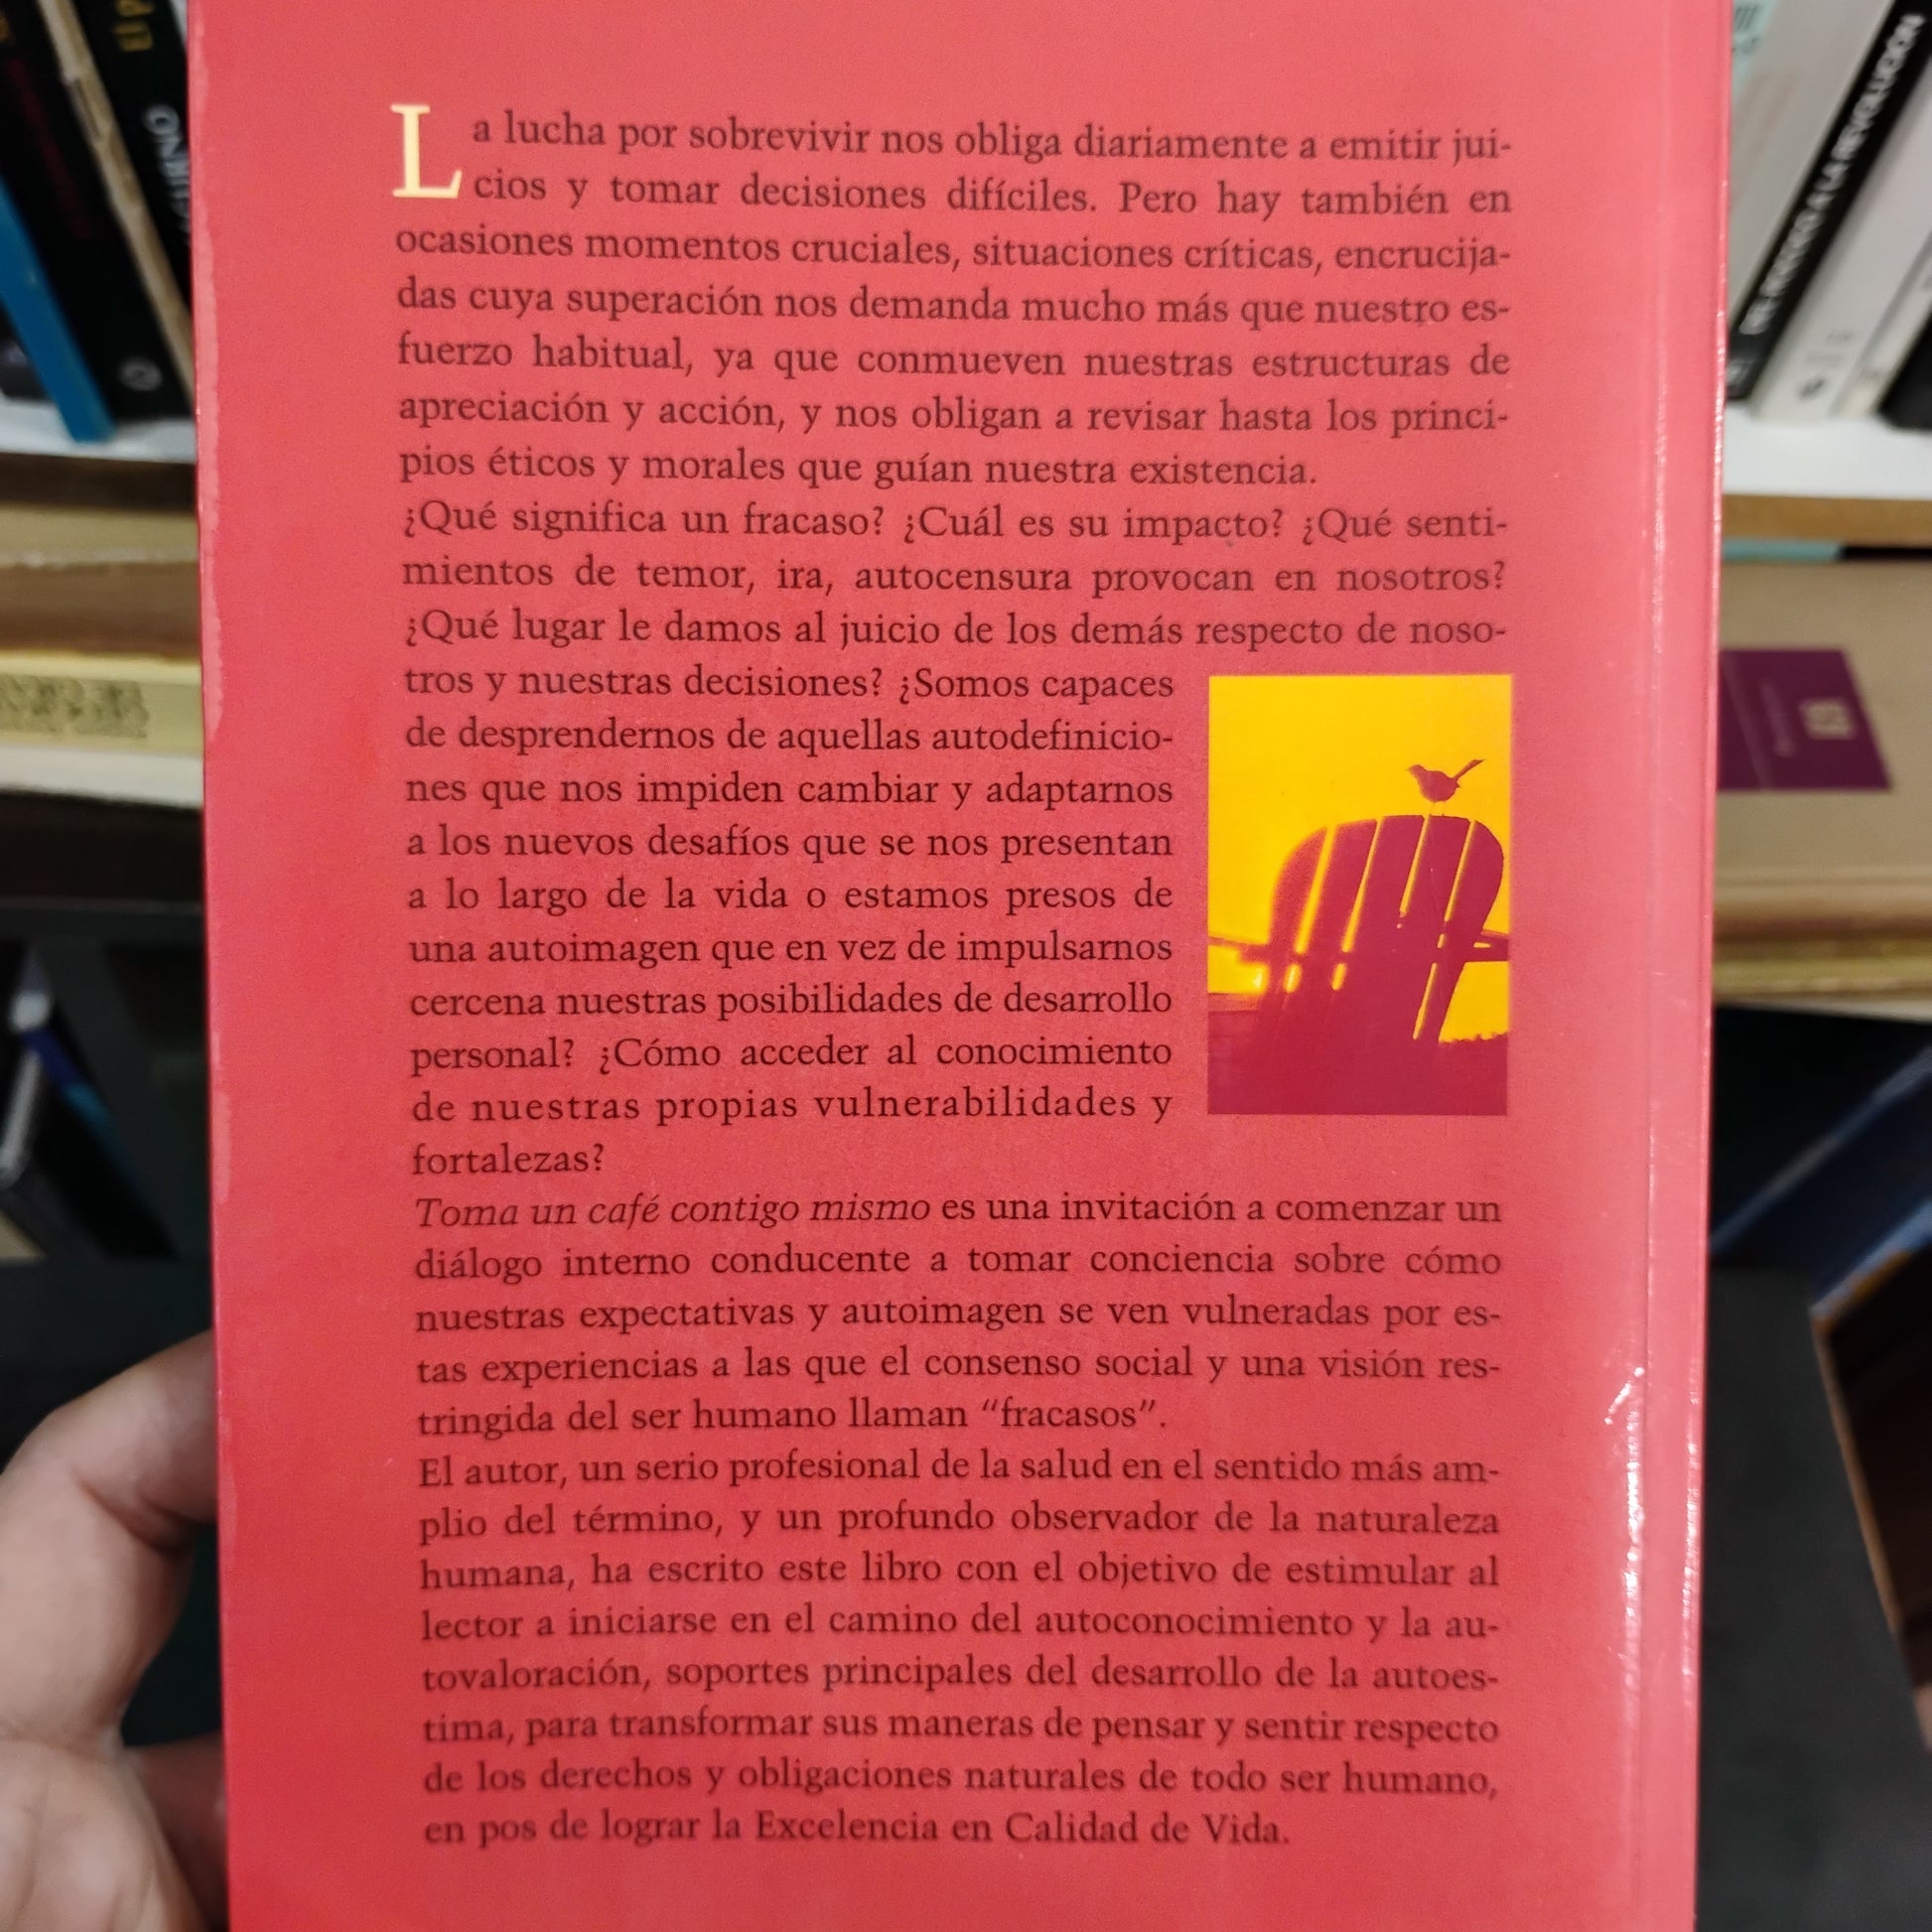 La lucha por sobrevivir nos obliga diariamente a emitir jui-
cios y tomar decisiones difíciles. Pero hay también en
ocasiones momentos cruciales, situaciones críticas, encrucija-
das cuya superación nos demanda mucho más que nuestro es-
fuerzo habitual, ya que conmueven nuestras estructuras de
apreciación y acción, y nos obligan a revisar hasta los princi-
pios éticos y morales que guían nuestra existencia.
¿Qué significa un fracaso? ¿Cuál es su impacto? ¿Qué senti-
mientos de temor, ira, autocensura provocan en nosotros?
¿Qué lugar le damos al juicio de los demás respecto de noso-
tros y nuestras decisiones? ¿Somos capaces
de desprendernos de aquellas autodefinicio-
nes que nos impiden cambiar y adaptarnos
a los nuevos desafíos que se nos presentan
a lo largo de la vida o estamos presos de
una autoimagen que en vez de impulsarnos
cercena nuestras posibilidades de desarrollo
personal? ¿Cómo acceder al conocimiento
de nuestras propias vulnerabilidades y
fortalezas?
Toma un café contigo mismo es una invitación a comenzar un
diálogo interno conducente a tomar conciencia sobre cómo
nuestras expectativas y autoimagen se ven vulneradas por es-
tas experiencias a las que el consenso social y una visión res-
tringida del ser humano llaman “fracasos”.
El autor, un serio profesional de la salud en el sentido más am-
plio del término, y un profundo observador de la naturaleza
humana, ha escrito este libro con el objetivo de estimular al
lector a iniciarse en el camino del autoconocimiento y la au-
tovaloración, soportes principales del desarrollo de la autoes-
tima, para transformar sus maneras de pensar y sentir respecto
de los derechos y obligaciones naturales de todo ser humano,
en pos de lograr la Excelencia en Calidad de Vida.
A LA REVOLUCIÓN